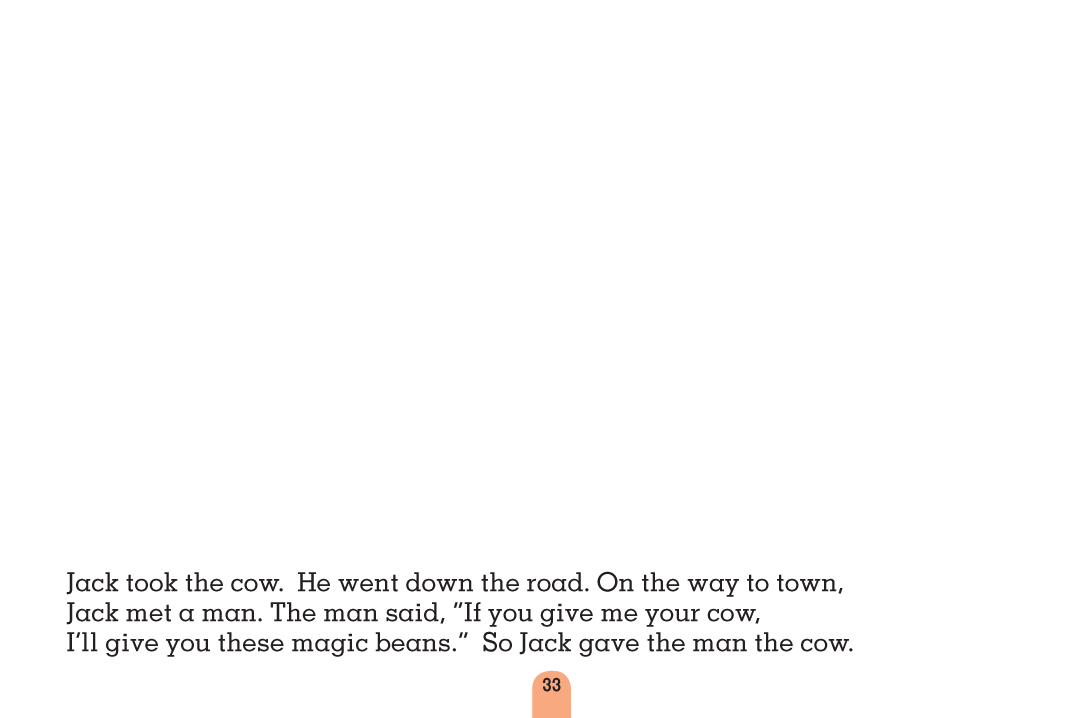 Jack took the cow.  He went down the road. On the way to town,
Jack met a man. The man said, "If you give me your cow,
I'll give you these magic beans."  So Jack gave the man the cow.
33